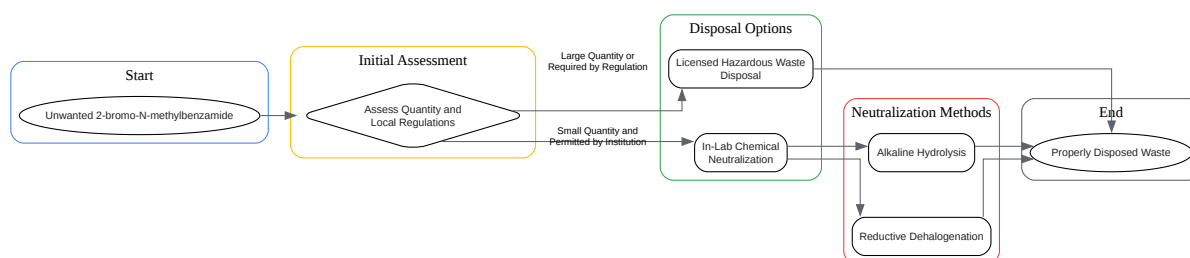 Start
Unwanted 2-bromo-N-methylbenzamide
Initial Assessment
Assess Quantity and
Local Regulations
Large Quantity or
Required by Regulation
Small Quantity and
Permitted by Institution
Disposal Options
Licensed Hazardous Waste
Disposal
In-Lab Chemical
Neutralization
Neutralization Methods
Alkaline Hydrolysis
Reductive Dehalogenation
End
Properly Disposed Waste